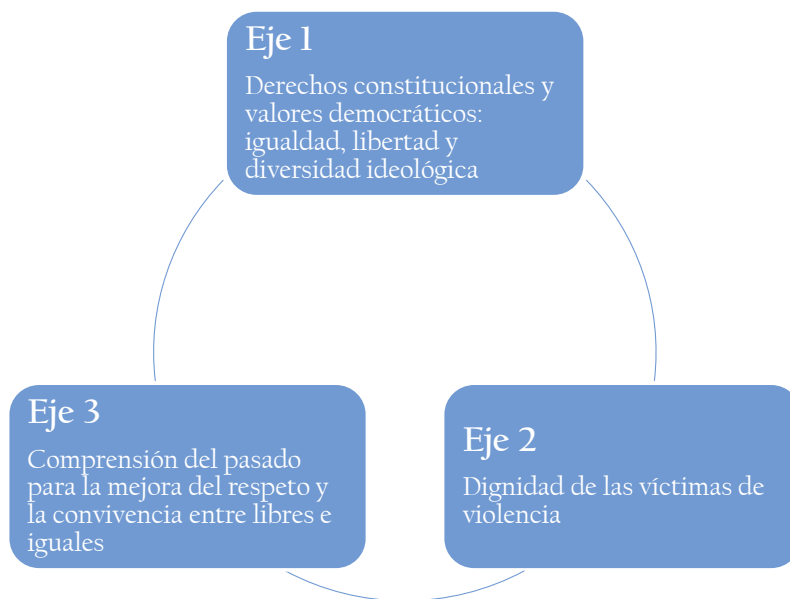 Eje 1
Derechos constitucionales y
valores democráticos:
igualdad, libertad y
diversidad ideológica
Eje 3
Comprensión del pasado
para la mejora del respeto y
la convivencia entre libres e
iguales
Eje 2
Dignidad de las víctimas de
violencia